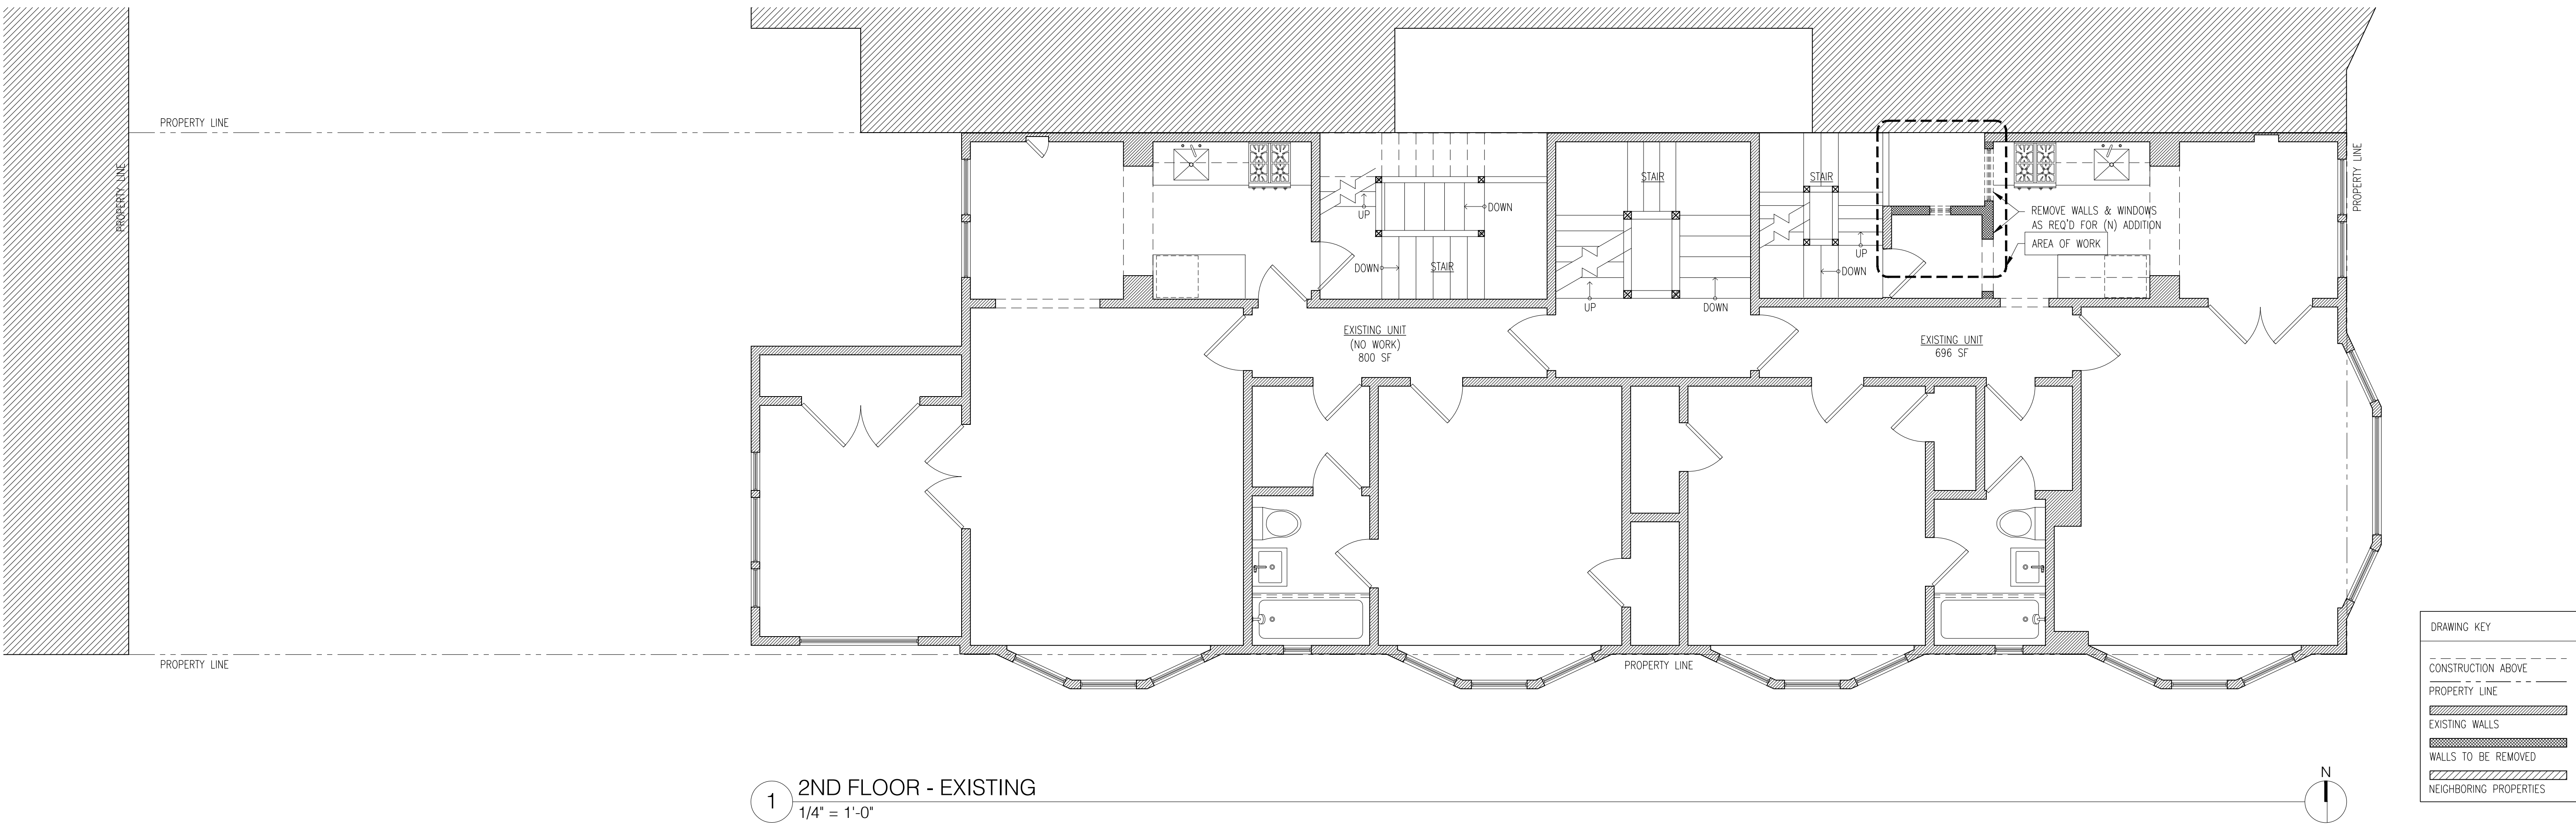 PROPERTY LINE
PROPERTY LINE
PROPERTY LINE
STAIR
STAIR
UP
DOWN
DOWN
STAIR
UP
DOWN
UP
DOWN
REMOVE WALLS & WINDOWS
AS REQ'D FOR (N) ADDITION
AREA OF WORK
EXISTING UNIT
(NO WORK)
800 SF
EXISTING UNIT
696 SF
PROPERTY LINE
PROPERTY LINE
DRAWING KEY
CONSTRUCTION ABOVE
PROPERTY LINE
EXISTING WALLS
WALLS TO BE REMOVED
NEIGHBORING PROPERTIES
1
2ND FLOOR - EXISTING
1/4" = 1'-0"
N